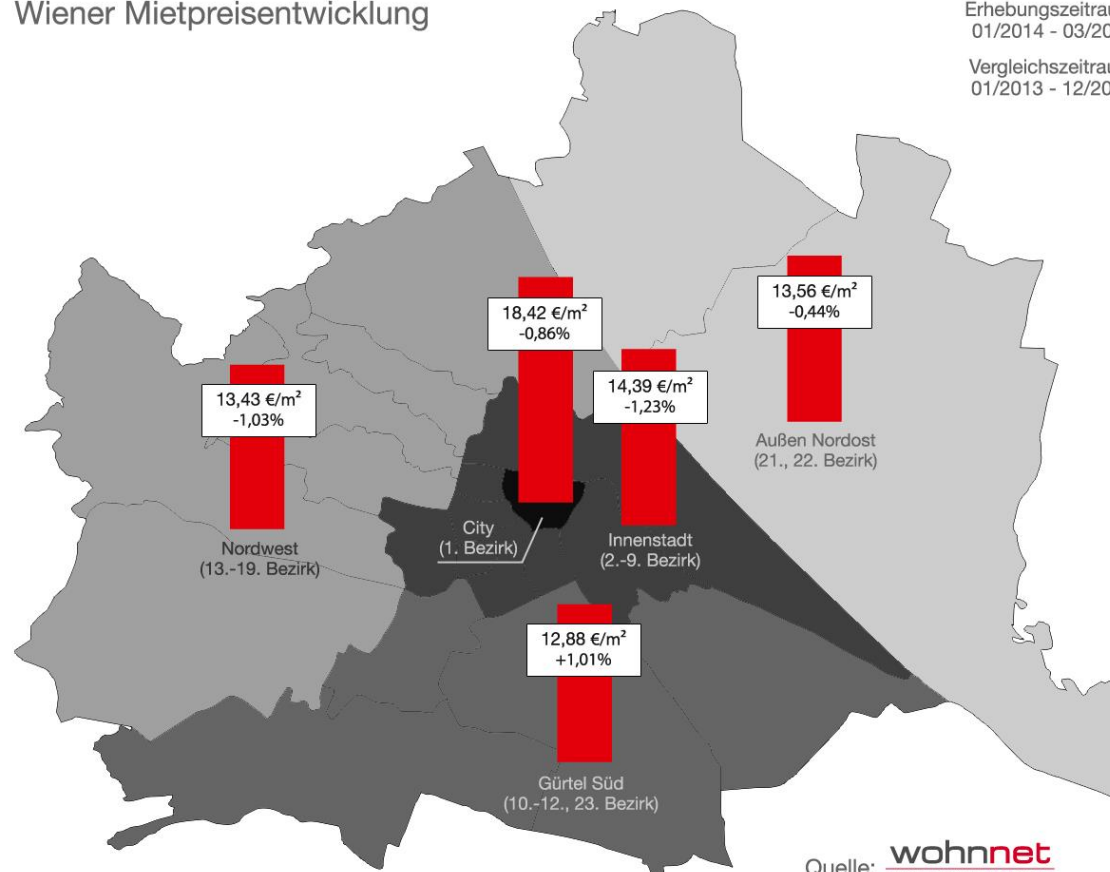 Wiener Mietpreisentwicklung
Erhebungszeitrau
01/2014 - 03/20
Vergleichszeitrau
01/2013 - 12/20
18,42 €/m²
-0,86%
13,56 €/m²
-0,44%
14,39 €/m²
-1,23%
13,43 €/m²
-1,03%
Außen Nordost
(21., 22. Bezirk)
City
(1. Bezirk)
Innenstadt
(2.-9. Bezirk)
Nordwest
(13.-19. Bezirk)
12,88 €/m²
+1,01%
Gürtel Süd
(10.-12., 23. Bezirk)
Quelle: wohnnet